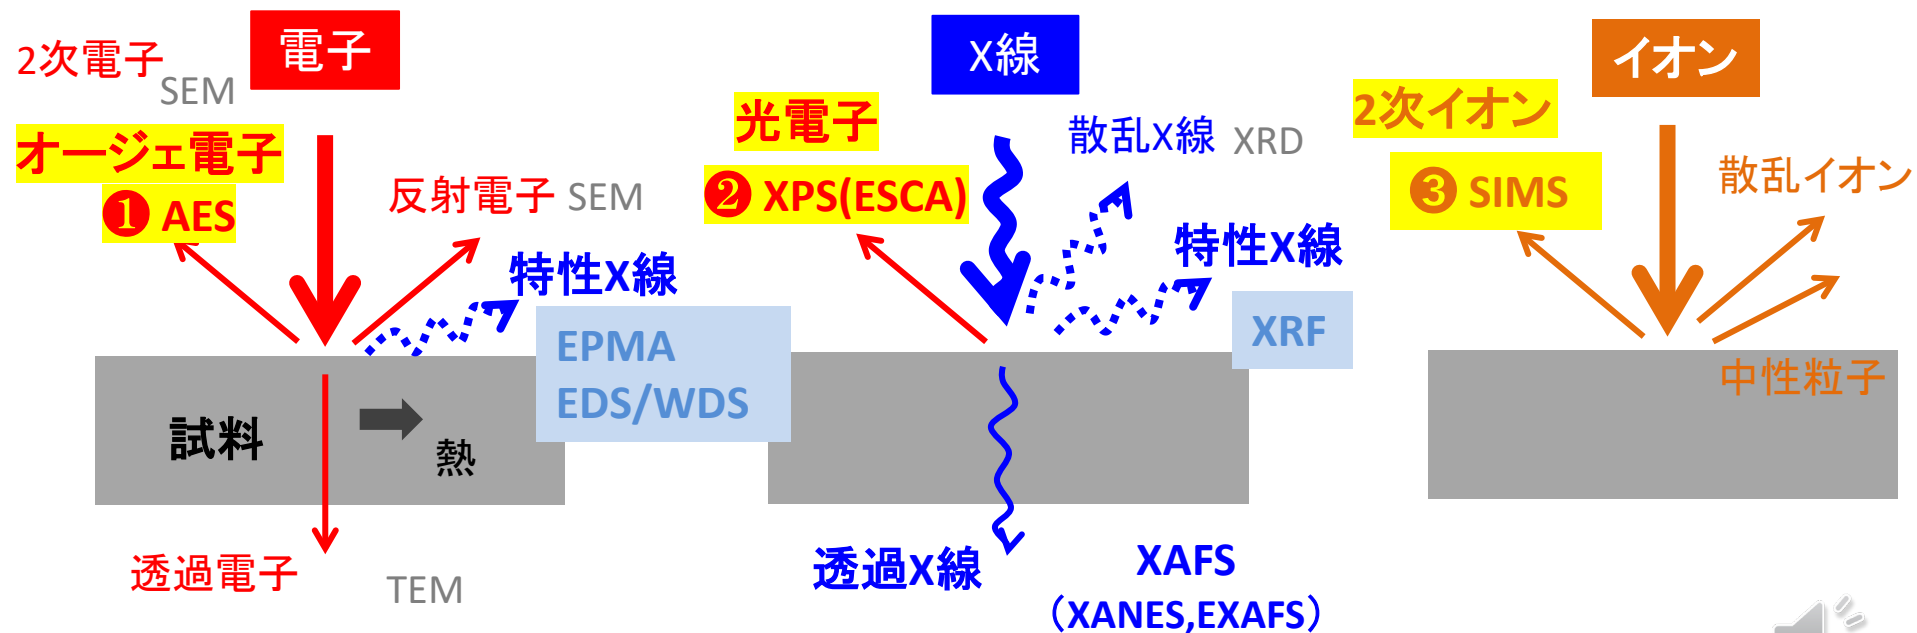 電子
2次電子
SEM
オージェ電子
❶ AES
反射電子 SEM
特性X線
EPMA
EDS/WDS
試料
熱
透過電子
TEM
X線
光電子
❷ XPS(ESCA)
散乱X線 XRD
特性X線
XRF
透過X線
XAFS
（XANES,EXAFS）
イオン
2次イオン
❸ SIMS
散乱イオン
中性粒子